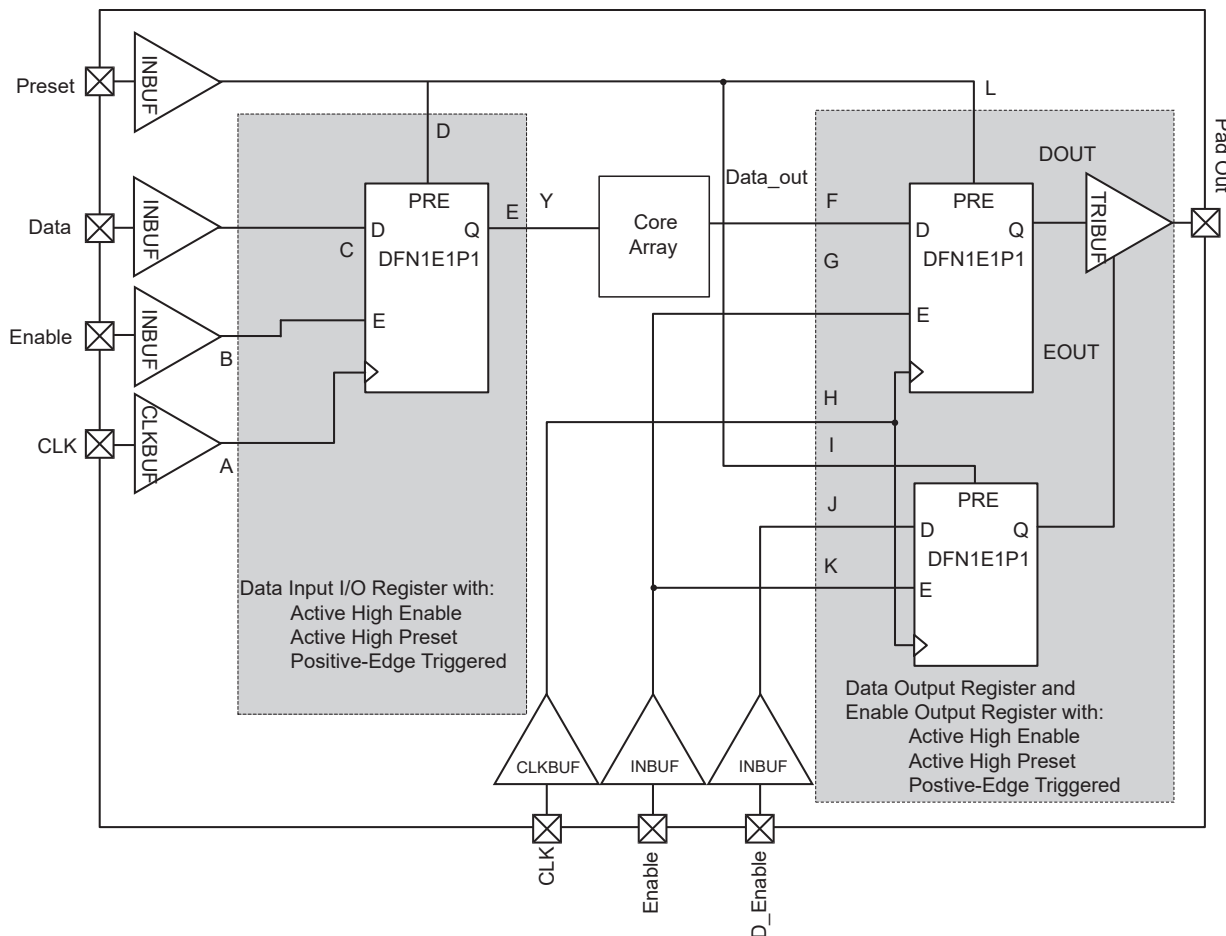 Preset
INBUF
L
D
Pad Out
DOUT
Data
INBUF
PRE
D
Q
C
DFN1E1P1
E
E
Y
Core
Array
Data_out
F
G
PRE
D
Q
DFN1E1P1
E
TRIBUF
EOUT
Enable
INBUF
B
CLK
CLKBUF
A
H
I
J
K
PRE
D
Q
DFN1E1P1
E
Data Input I/O Register with:
Active High Enable
Active High Preset
Positive-Edge Triggered
Data Output Register and
Enable Output Register with:
Active High Enable
Active High Preset
Postive-Edge Triggered
CLKBUF
INBUF
INBUF
CLK
Enable
D_Enable